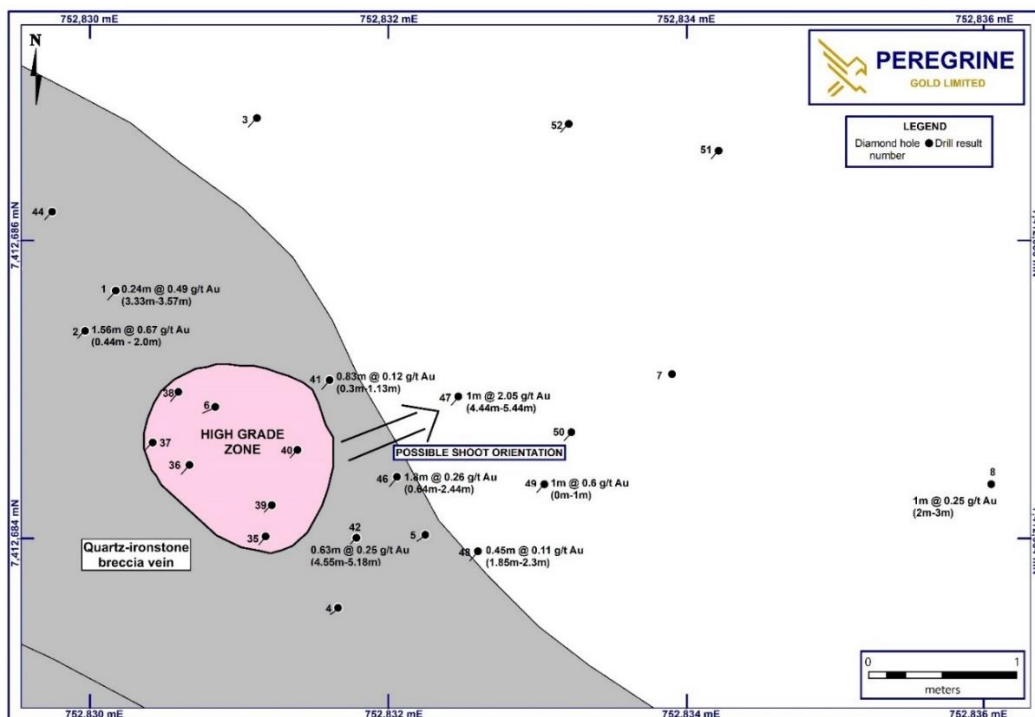 752,830 mE 752,832 mE 752,834 mE 752,836 mE
N
PEREGRINE
GOLD LIMITED
LEGEND
Diamond hole Drill result
number
3
52
51
44
7,412,686 mN
1 0.24m @ 0.49 g/t Au
(3.33m-3.57m)
2 1.56m @ 0.67 g/t Au
(0.44m - 2.0m)
41 0.83m @ 0.12 g/t Au
(0.3m-1.13m)
7
38
6
47 1m @ 2.05 g/t Au
(4.44m-5.44m)
HIGH GRADE
ZONE
37
40
50
POSSIBLE SHOOT ORIENTATION
36
46 1.8m @ 0.26 g/t Au
(0.64m-2.44m)
49 1m @ 0.6 g/t Au
(0m-1m)
8
1m @ 0.25 g/t Au
(2m-3m)
39
35
42
0.63m @ 0.25 g/t Au
(4.55m-5.18m)
5
48 0.45m @ 0.11 g/t Au
(1.85m-2.3m)
7,412,684 mN
Quartz-ironstone
breccia vein
4
0 1
meters
752,830 mE 752,832 mE 752,834 mE 752,836 mE